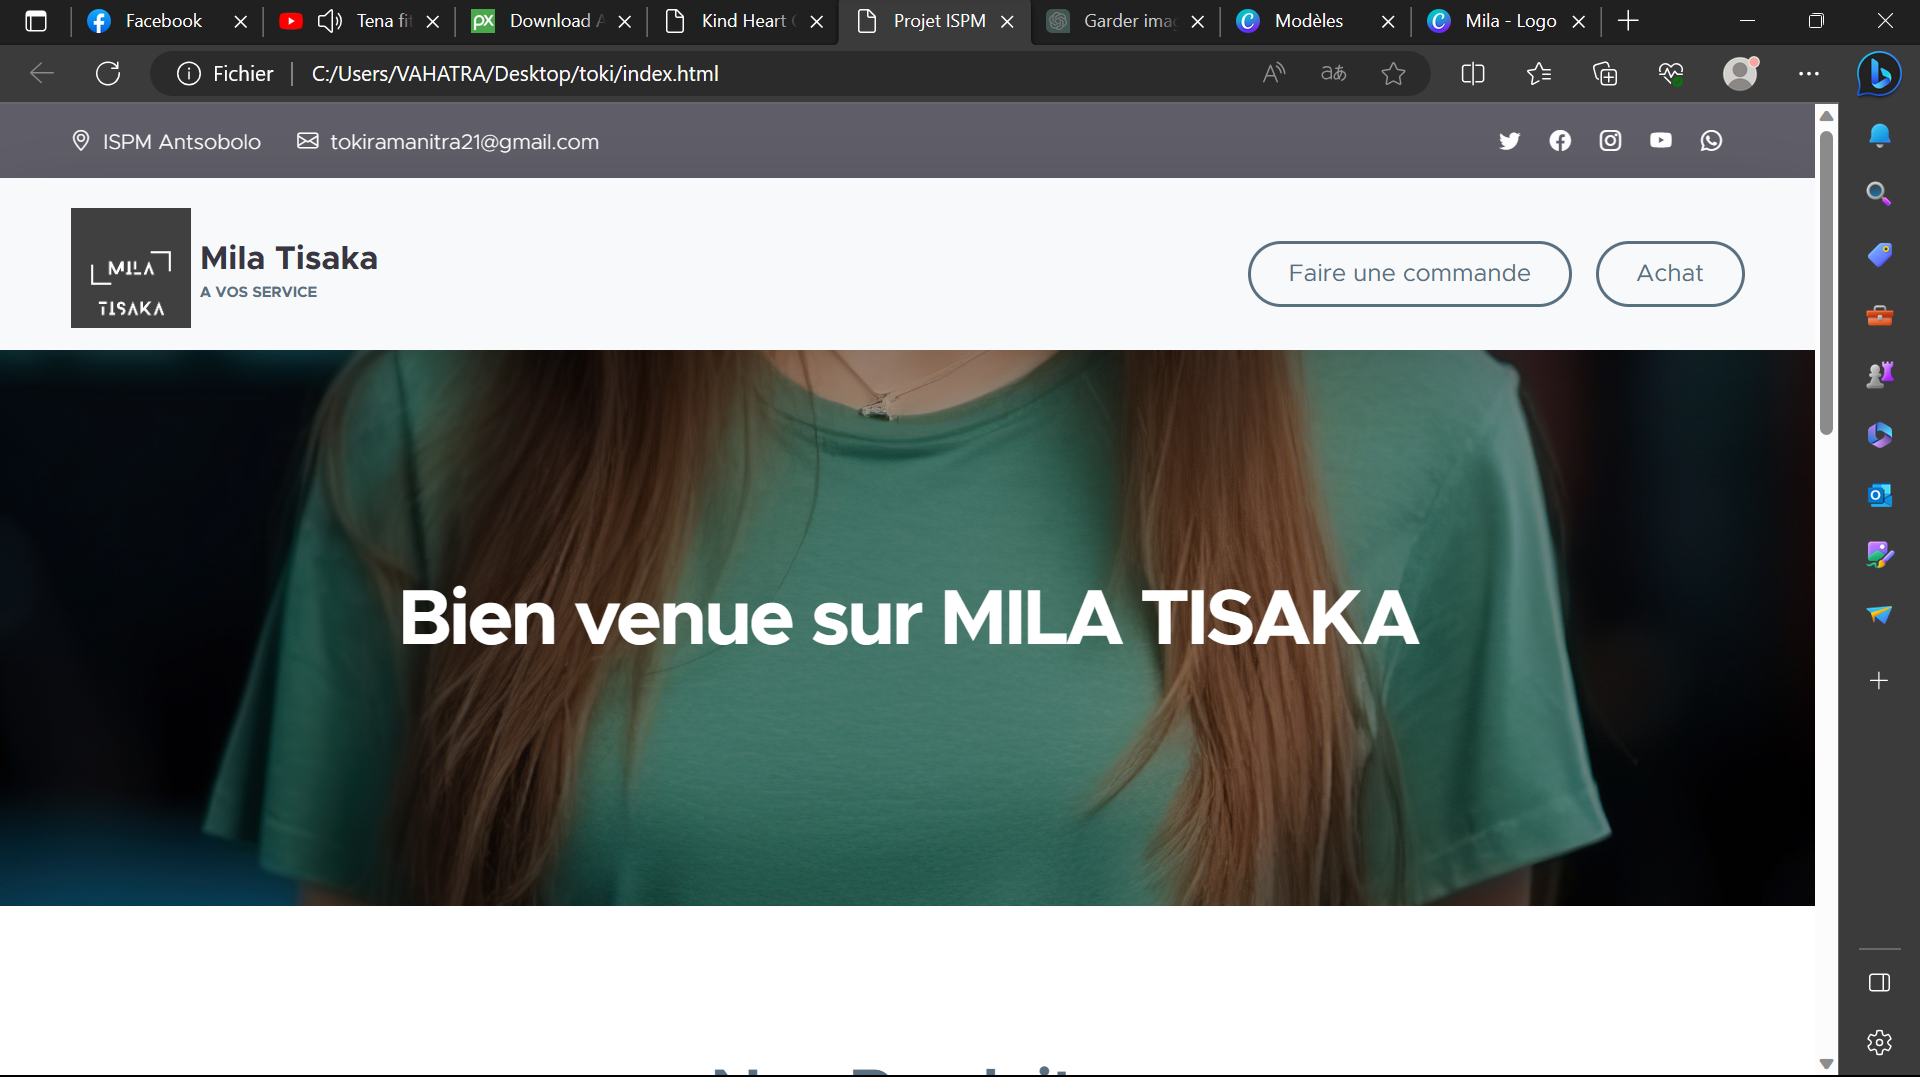 Facebook
Tena fi
Download A
Kind Heart
Projet ISPM
Garder ima
Modèles
Mila - Logo
Fichier
C:/Users/VAHATRA/Desktop/toki/index.html
ISPM Antsobolo
tokiramanitra21@gmail.com
MILA
TISAKA
Mila Tisaka
A VOS SERVICE
Faire une commande
Achat
Bien venue sur MILA TISAKA